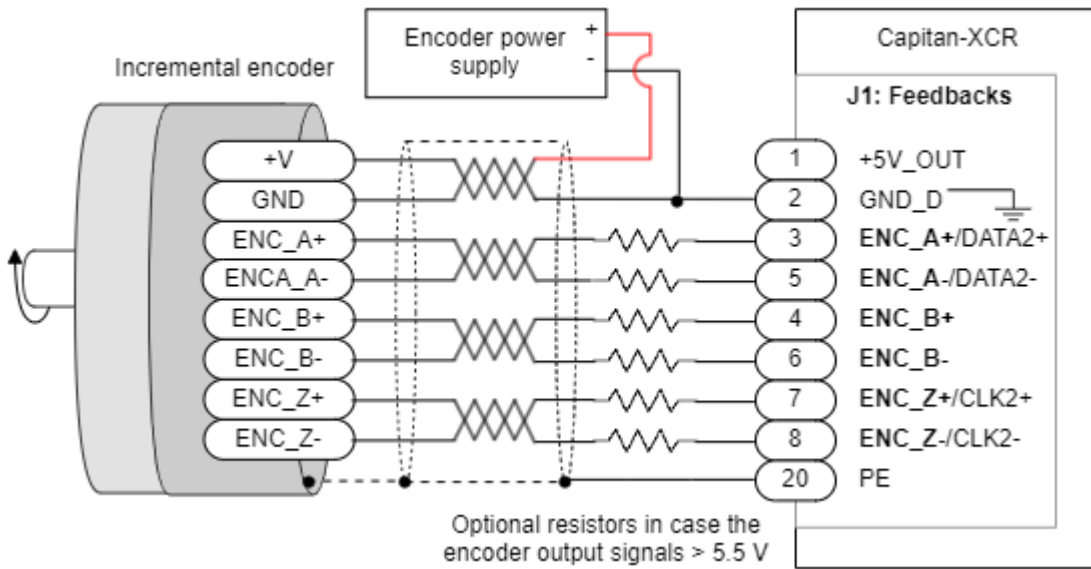 Encoder power
supply
+
-
Capitan-XCR
Incremental encoder
J1: Feedbacks
+V
1
+5V_OUT
GND
2
GND_D
ENC_A+
3
ENC_A+/DATA2+
ENCA_A-
5
ENC_A-/DATA2-
ENC_B+
4
ENC_B+
ENC_B-
6
ENC_B-
ENC_Z+
7
ENC_Z+/CLK2+
ENC_Z-
8
ENC_Z-/CLK2-
20
PE
Optional resistors in case the
encoder output signals > 5.5 V